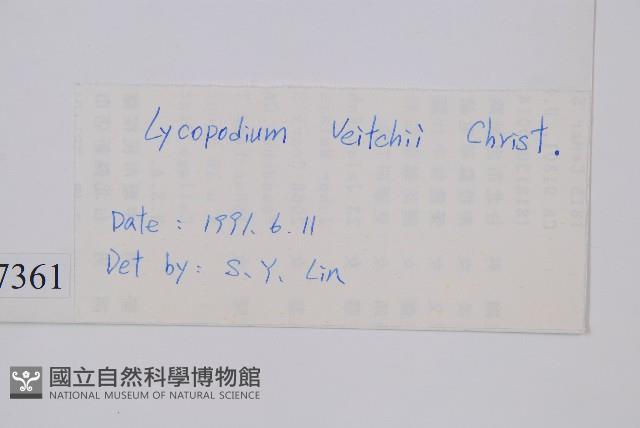 Lycopodium Veitchii Christ.
Date : 1991. 6. 11
Det by : S、Y、Lin
7361
國立自然科學博物館
NATIONAL MUSEUM OF NATURAL SCIENCE